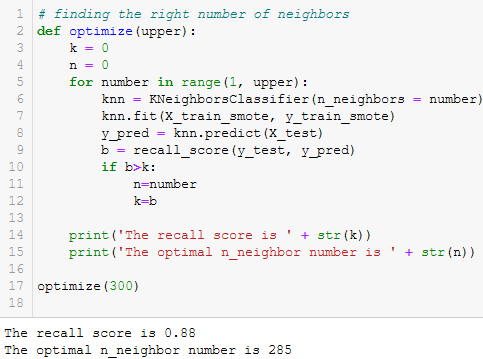 1 # finding the right number of neighbors
2 def optimize(upper):
3     k = 0
4     n = 0
5     for number in range(1, upper):
6         knn = KNeighborsClassifier(n_neighbors = number)
7         knn.fit(X_train_smote, y_train_smote)
8         y_pred = knn.predict(X_test)
9         b = recall_score(y_test, y_pred)
10         if b>k:
11             n=number
12             k=b
13
14     print('The recall score is ' + str(k))
15     print('The optimal n_neighbor number is ' + str(n))
16
17 optimize(300)
18
The recall score is 0.88
The optimal n_neighbor number is 285